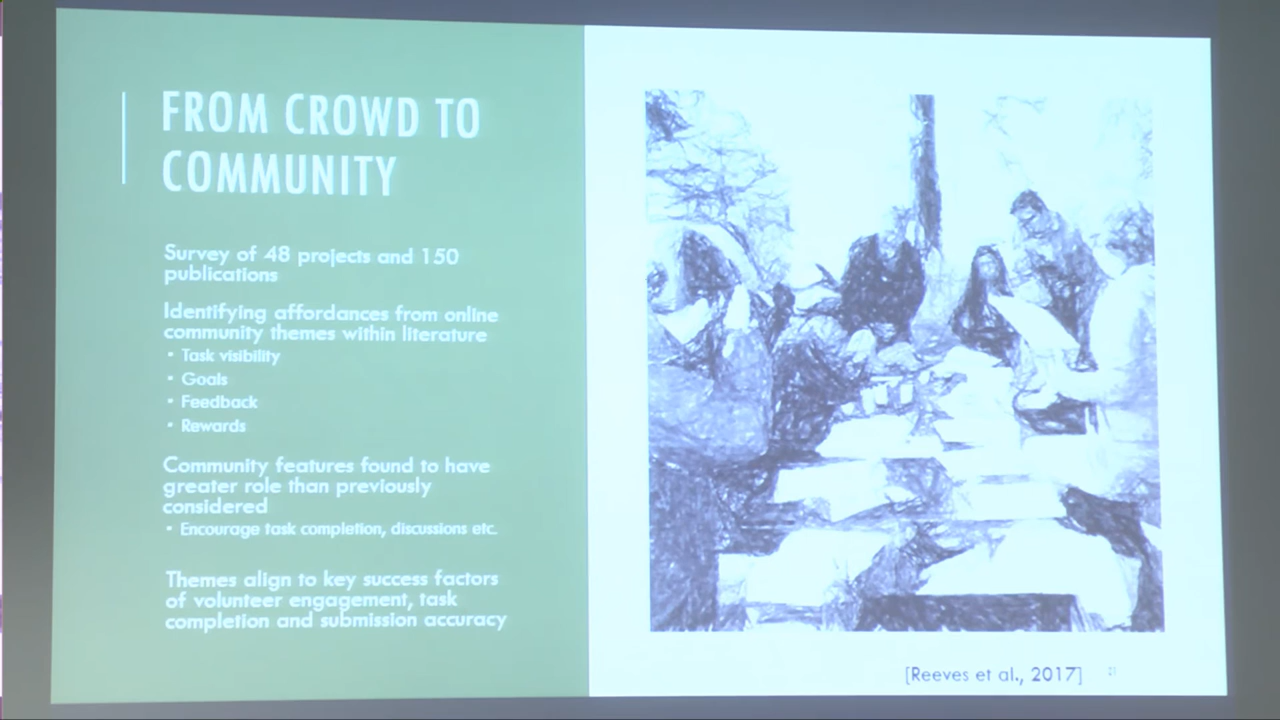 FROM CROWD TO
COMMUNITY
Survey of 48 projects and 150
publications
Identifying affordances from online
community themes within literature
• Task visibility
• Goals
• Feedback
• Rewards
Community features found to have
greater role than previously
considered
• Encourage task completion, discussions etc.
Themes align to key success factors
of volunteer engagement, task
completion and submission accuracy
[Reeves et al., 2017]